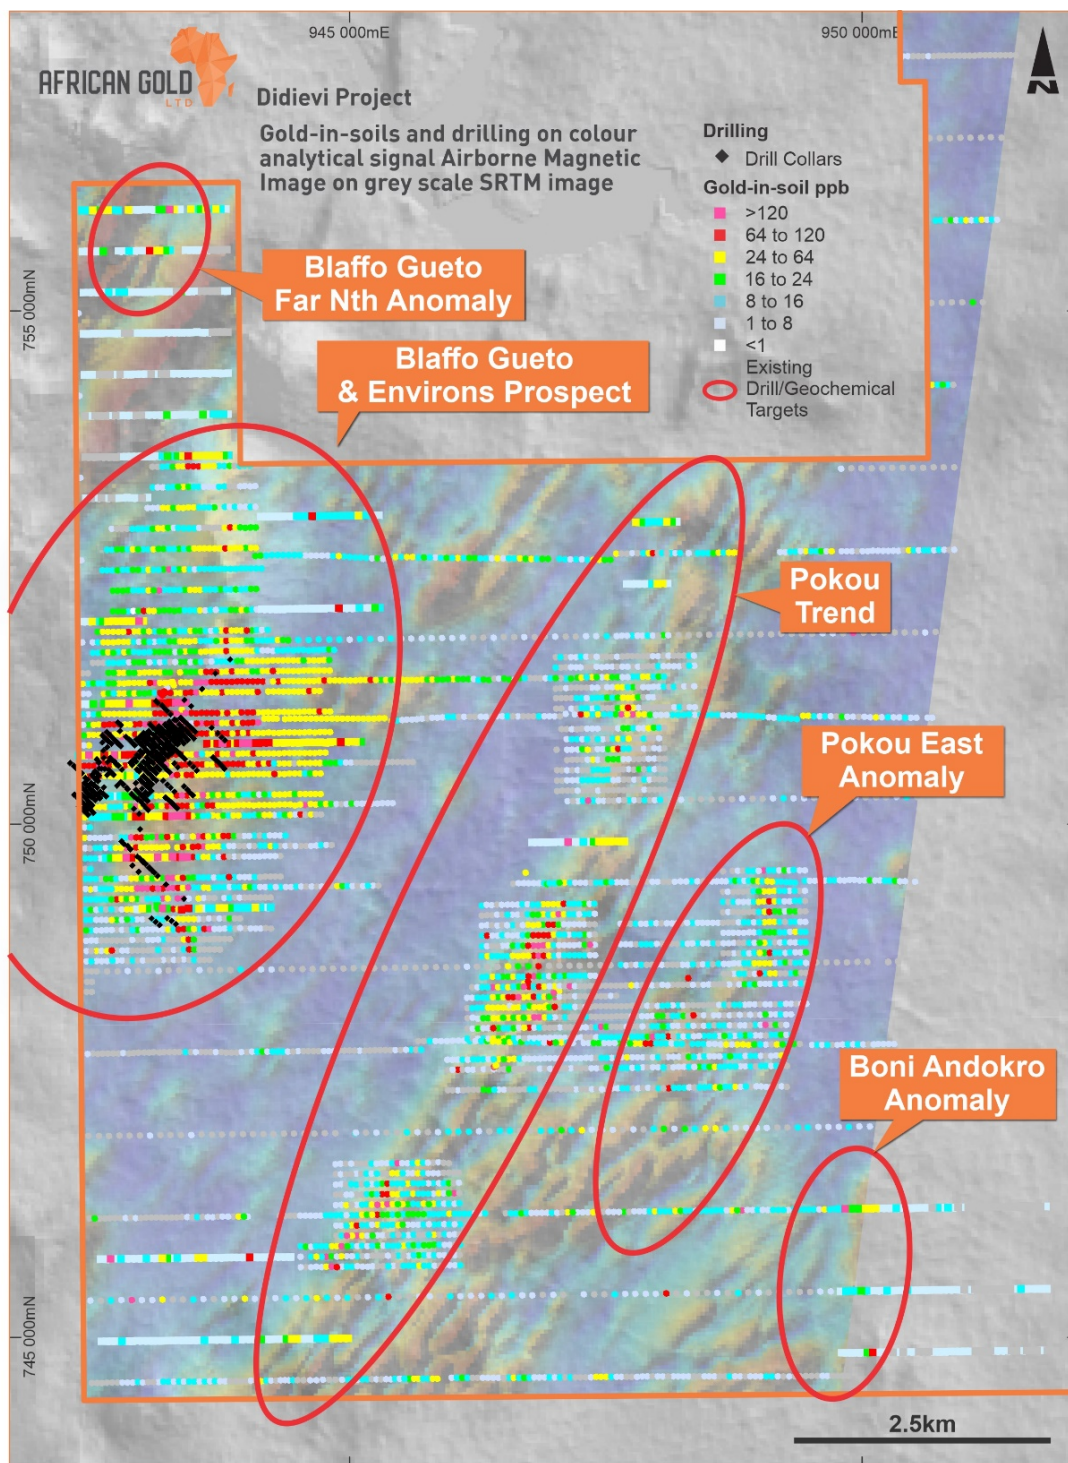 945 000mE
950 000mE
AFRICAN GOLD
LTD
N
Didievi Project
Gold-in-soils and drilling on colour
analytical signal Airborne Magnetic
Image on grey scale SRTM image
Drilling
Drill Collars
Gold-in-soil ppb
>120
64 to 120
24 to 64
16 to 24
8 to 16
1 to 8
<1
Existing
Drill/Geochemical
Targets
Blaffo Gueto
Far Nth Anomaly
755 000mN
Blaffo Gueto
& Environs Prospect
Pokou
Trend
Pokou East
Anomaly
750 000mN
Boni Andokro
Anomaly
745 000mN
2.5km